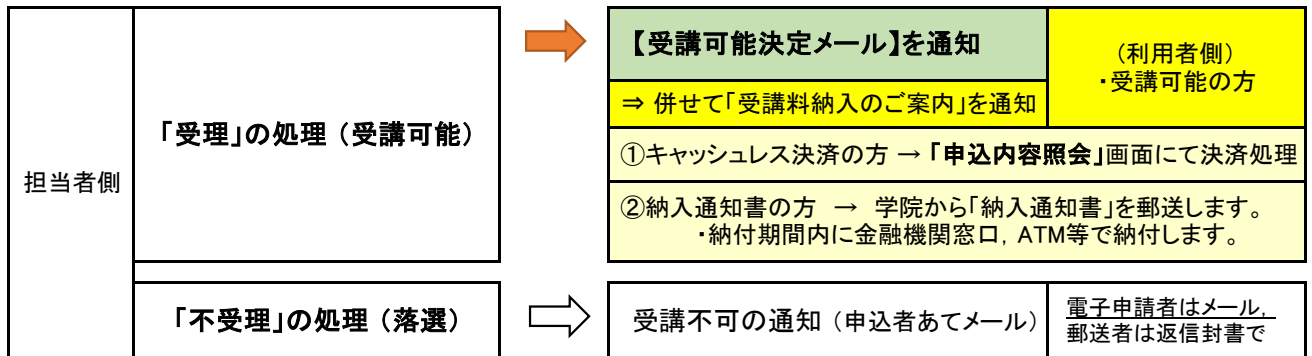 担当者側
「受理」の処理（受講可能）
【受講可能決定メール】を通知
⇒ 併せて「受講料納入のご案内」を通知
（利用者側）
・受講可能の方
①キャッシュレス決済の方 → 「申込内容照会」画面にて決済処理
②納入通知書の方　→　学院から「納入通知書」を郵送します。
・納付期間内に金融機関窓口，ATM等で納付します。
「不受理」の処理（落選）
受講不可の通知（申込者あてメール）
電子申請者はメール，
郵送者は返信封書で